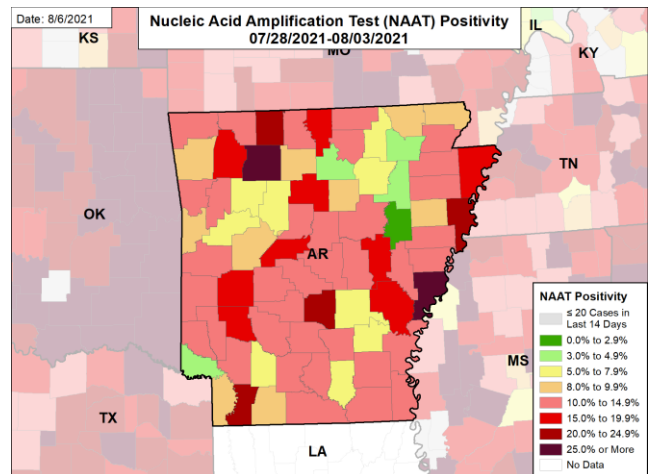 Date: 8/6/2021
Nucleic Acid Amplification Test (NAAT) Positivity
07/28/2021-08/03/2021
KS
MO
IL
KY
TN
OK
AR
MS
TX
LA
NAAT Positivity
≤ 20 Cases in
Last 14 Days
0.0% to 2.9%
3.0% to 4.9%
5.0% to 7.9%
8.0% to 9.9%
10.0% to 14.9%
15.0% to 19.9%
20.0% to 24.9%
25.0% or More
No Data